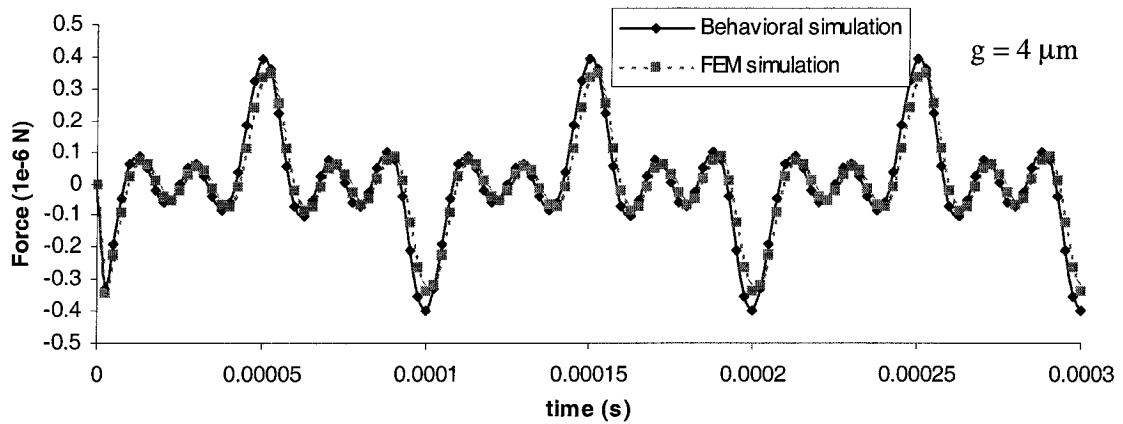 0.5
Behavioral simulation
g = 4 µm
0.4
FEM simulation
0.3
0.2
0.1
0
-0.1
-0.2
-0.3
-0.4
-0.5
Force (1e-6 N)
0 0.00005 0.0001 0.00015 0.0002 0.00025 0.0003
time (s)